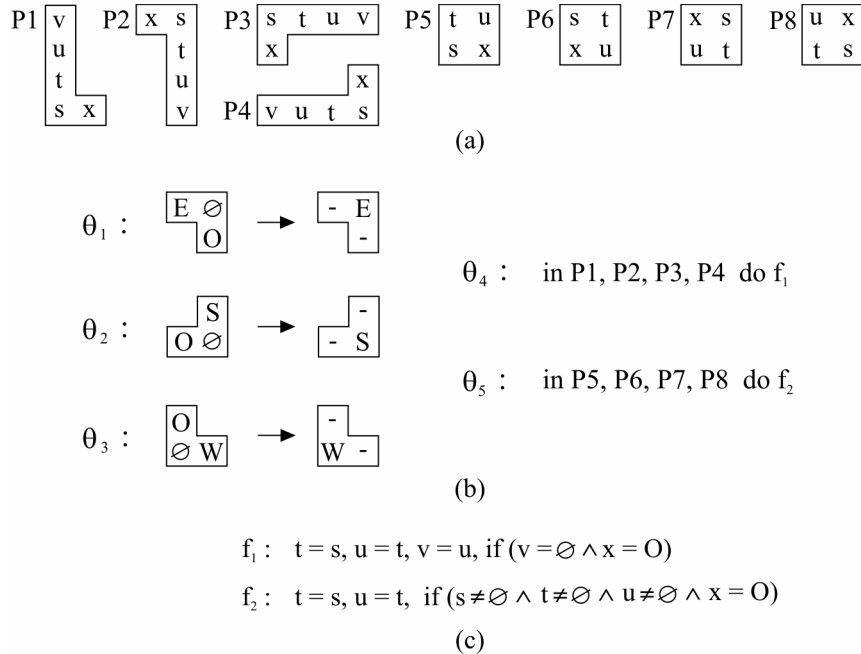 P1 v P2 x s P3 s t u v P5 t u P6 s t P7 x s P8 u x
u t x s x x u u t t s
t u x
s x v P4 v u t s
(a)
θ₁ : E ∅ → - E
O -
θ₄ : in P1, P2, P3, P4 do f₁
θ₂ : S → -
O ∅ - S
θ₅ : in P5, P6, P7, P8 do f₂
θ₃ : O → -
∅ W W -
(b)
f₁ : t = s, u = t, v = u, if (v = ∅ ∧ x = O)
f₂ : t = s, u = t, if (s ≠ ∅ ∧ t ≠ ∅ ∧ u ≠ ∅ ∧ x = O)
(c)